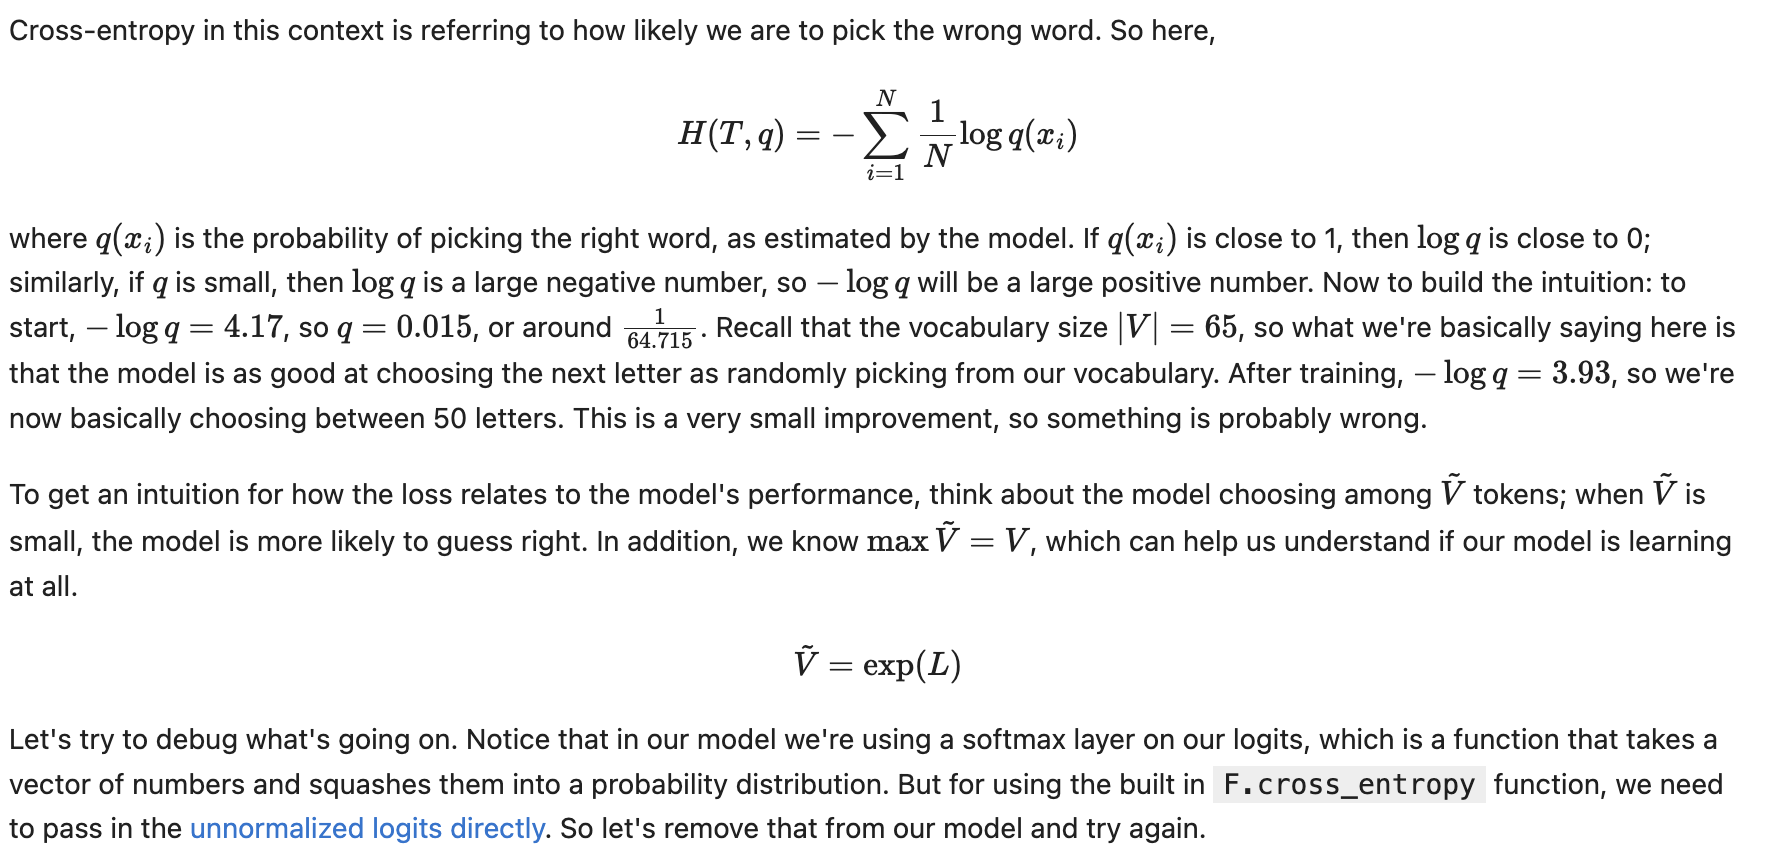 Cross-entropy in this context is referring to how likely we are to pick the wrong word. So here,
H(T, q) = − ∑_{i=1}^{N} \frac{1}{N} log q(x_i)
where q(x_i) is the probability of picking the right word, as estimated by the model. If q(x_i) is close to 1, then log q is close to 0;
similarly, if q is small, then log q is a large negative number, so − log q will be a large positive number. Now to build the intuition: to
start, − log q = 4.17, so q = 0.015, or around \frac{1}{64.715}. Recall that the vocabulary size |V| = 65, so what we're basically saying here is
that the model is as good at choosing the next letter as randomly picking from our vocabulary. After training, − log q = 3.93, so we're
now basically choosing between 50 letters. This is a very small improvement, so something is probably wrong.
To get an intuition for how the loss relates to the model's performance, think about the model choosing among Ṽ tokens; when Ṽ is
small, the model is more likely to guess right. In addition, we know max Ṽ = V, which can help us understand if our model is learning
at all.
Ṽ = exp(L)
Let's try to debug what's going on. Notice that in our model we're using a softmax layer on our logits, which is a function that takes a
vector of numbers and squashes them into a probability distribution. But for using the built in F.cross_entropy function, we need
to pass in the unnormalized logits directly. So let's remove that from our model and try again.